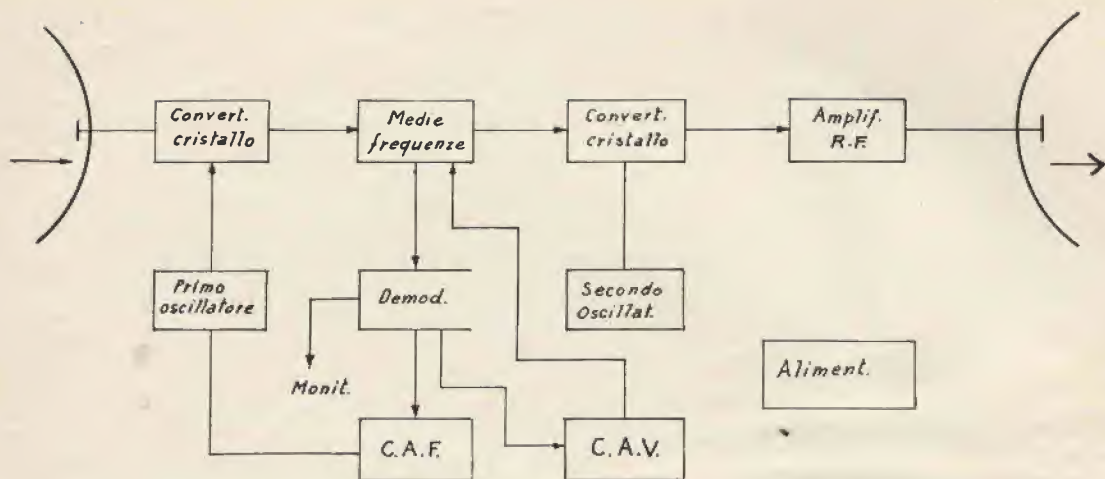 Convert.
cristallo
Medie
frequenze
Convert.
cristallo
Amplif.
R.F.
Primo
oscillatore
Demod.
Secondo
Oscillat.
Monit.
Aliment.
C.A.F.
C.A.V.